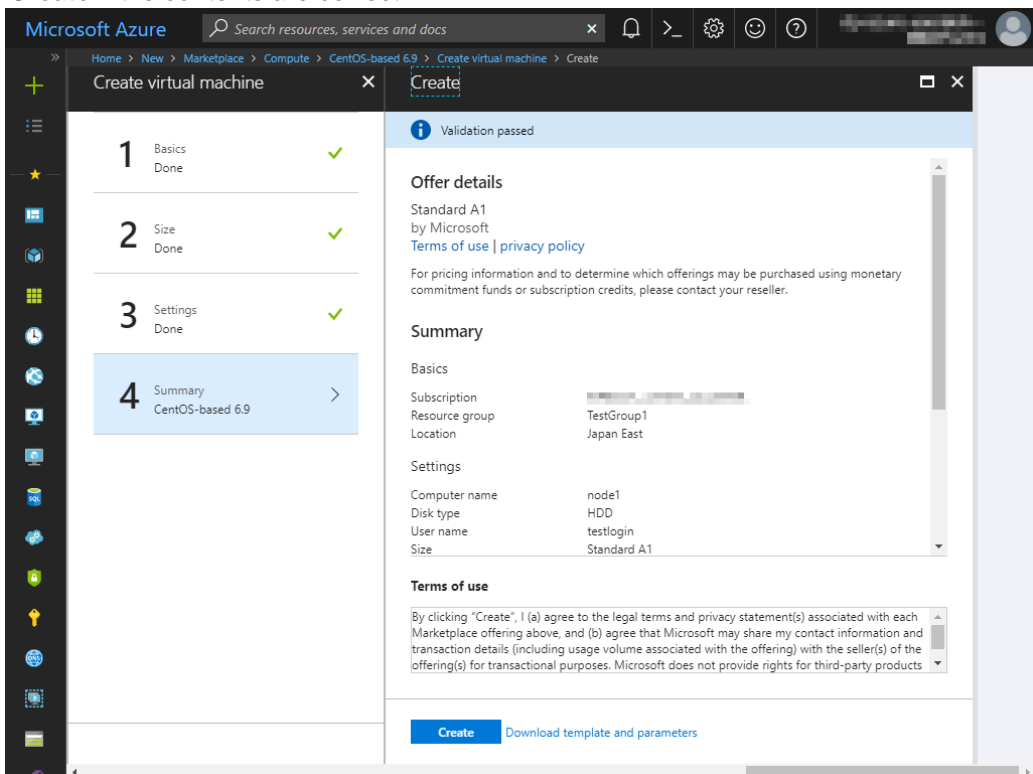 Microsoft Azure
Search resources, services and docs
Home > New > Marketplace > Compute > CentOS-based 6.9 > Create virtual machine > Create
Create virtual machine
1
Basics
Done
2
Size
Done
3
Settings
Done
4
Summary
CentOS-based 6.9
Create
Validation passed
Offer details
Standard A1
by Microsoft
Terms of use | privacy policy
For pricing information and to determine which offerings may be purchased using monetary
commitment funds or subscription credits, please contact your reseller.
Summary
Basics
Subscription
Resource group TestGroup1
Location Japan East
Settings
Computer name node1
Disk type HDD
User name testlogin
Size Standard A1
Terms of use
By clicking "Create", I (a) agree to the legal terms and privacy statement(s) associated with each
Marketplace offering above, and (b) agree that Microsoft may share my contact information and
transaction details (including usage volume associated with the offering) with the seller(s) of the
offering(s) for transactional purposes. Microsoft does not provide rights for third-party products
Create Download template and parameters